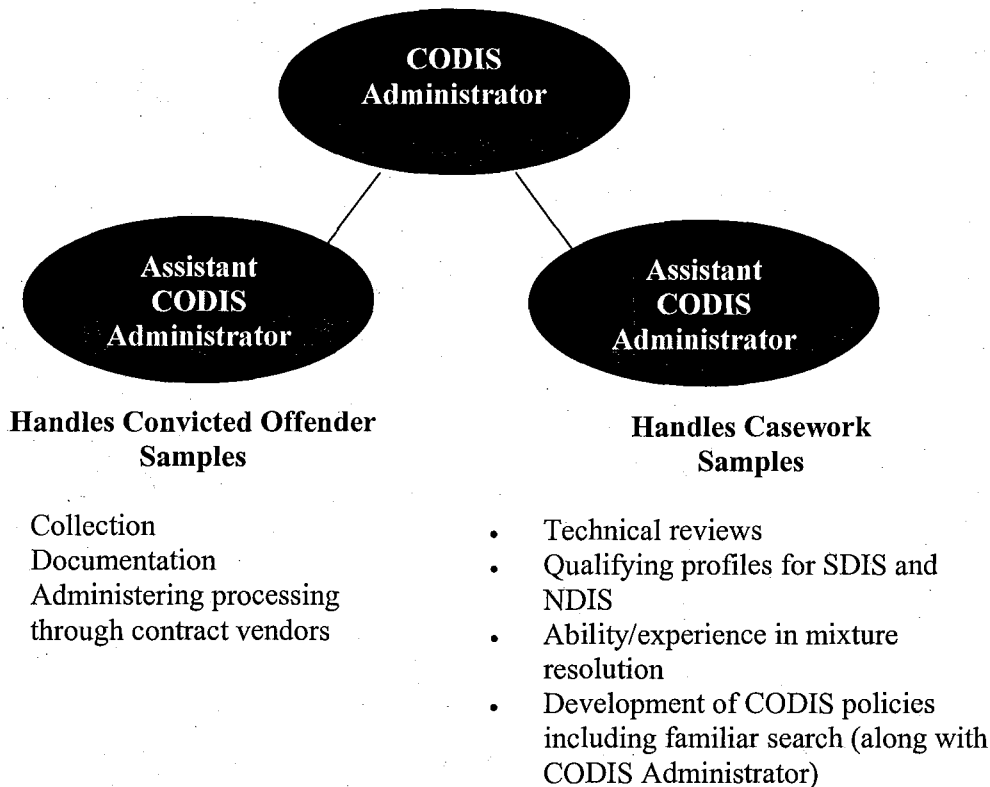 CODIS
Administrator
Assistant
CODIS
Administrator
Handles Convicted Offender
Samples
Collection
Documentation
Administering processing
through contract vendors
Assistant
CODIS
Administrator
Handles Casework
Samples
• Technical reviews
• Qualifying profiles for SDIS and
NDIS
• Ability/experience in mixture
resolution
• Development of CODIS policies
including familiar search (along with
CODIS Administrator)